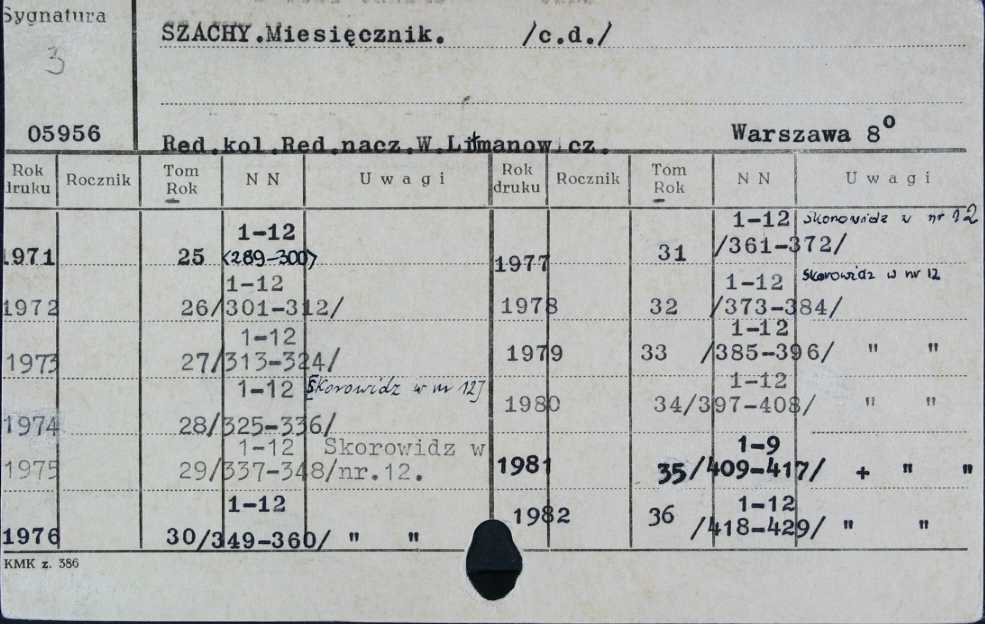 Sygnatura
SZACHY.Miesięcznik. /c.d./
3
05956
Red.kol.Red.nacz.W.Litmanowicz. Warszawa 8º
Rok druku Rocznik Tom Rok NN Uwagi Rok druku Rocznik Tom Rok NN Uwagi
1971 25 1-12 <289-300>
1972 26 1-12 /301-312/
1973 27 1-12 /313-324/
1974 28 1-12 /325-336/ [Skorowidz w nr 12]
1975 29 1-12 /337-348/ Skorowidz w nr.12.
1976 30 1-12 /349-360/ " "
1977 31 1-12 /361-372/ Skorowidz w nr 12
1978 32 1-12 /373-384/ Skorowidz w nr 12
1979 33 1-12 /385-396/ " "
1980 34 1-12 /397-408/ " "
1981 35 1-9 /409-417/ + " "
1982 36 1-12 /418-429/ " "
KMK z. 386